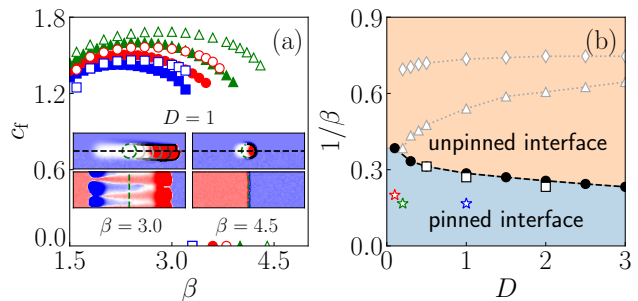 (a)
1.8
1.2
0.6
0.0
c_f
D = 1
β = 3.0
β = 4.5
1.5
3.0
4.5
β
(b)
0.9
0.6
0.3
0.0
1/β
unpinned interface
pinned interface
0
1
2
3
D